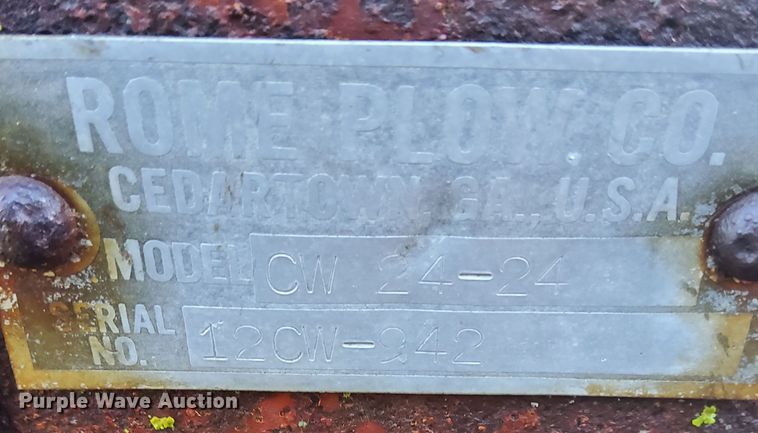 ROME PLOW CO.
CEDARTOWN, GA., U.S.A.
MODEL CW 24-24
SERIAL NO. 12CW-942
Purple Wave Auction